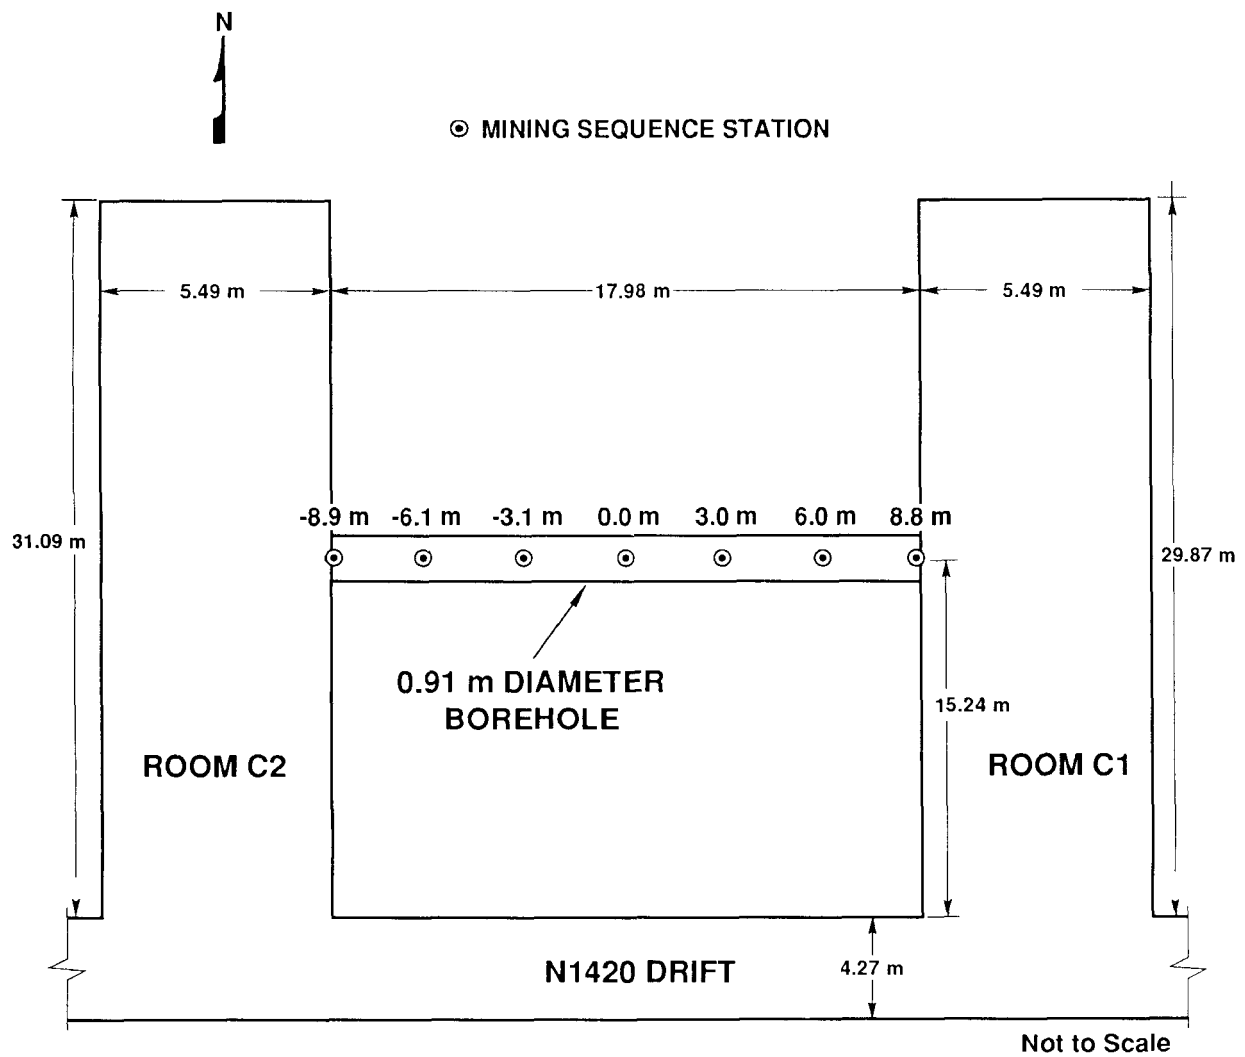 N
MINING SEQUENCE STATION
5.49 m
17.98 m
5.49 m
-8.9 m -6.1 m -3.1 m 0.0 m 3.0 m 6.0 m 8.8 m
31.09 m
29.87 m
0.91 m DIAMETER
BOREHOLE
15.24 m
ROOM C2
ROOM C1
N1420 DRIFT
4.27 m
Not to Scale